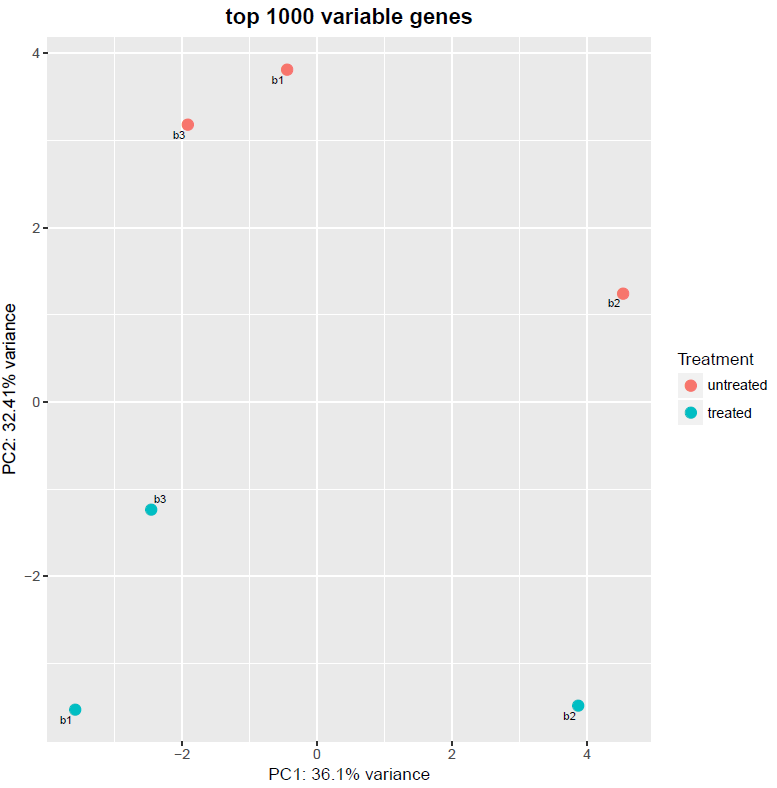 top 1000 variable genes
4
b1
b3
2
b2
Treatment
untreated
treated
0
PC2: 32.41% variance
b3
−2
b1
b2
−2
0
2
4
PC1: 36.1% variance